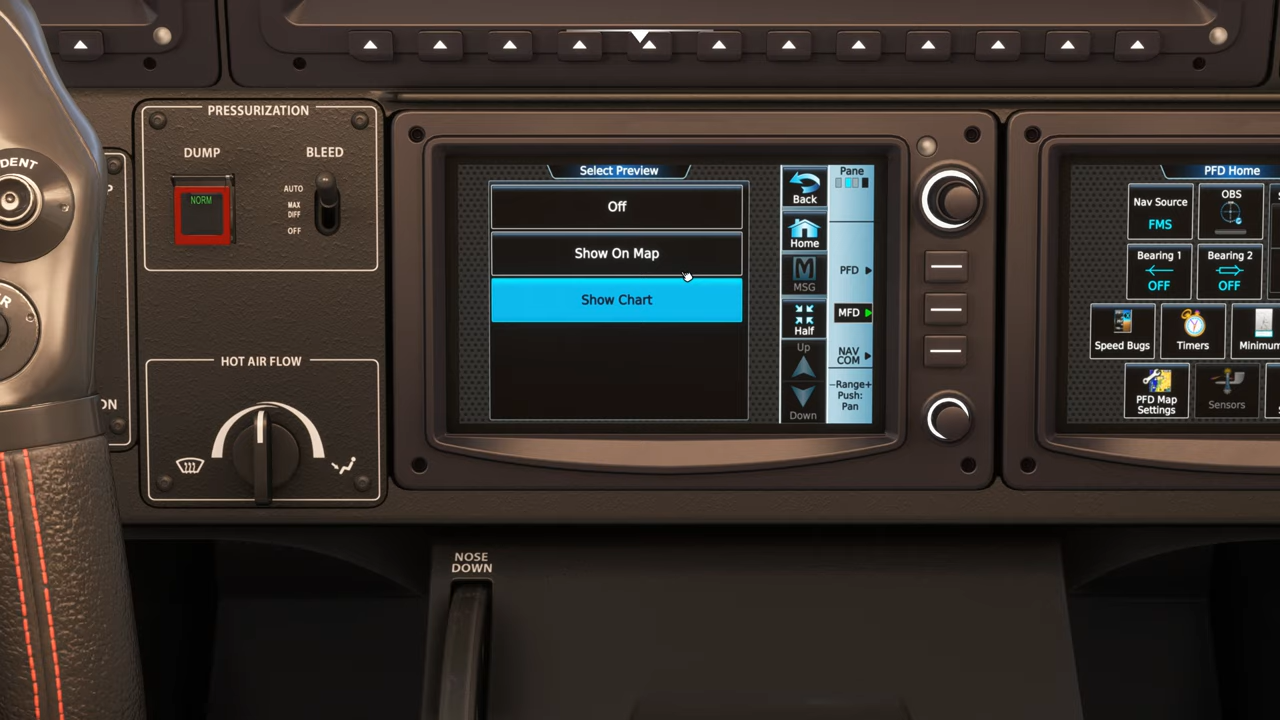 PRESSURIZATION
DUMP
BLEED
NORM
AUTO
MAX
DIFF
OFF
DENT
HOT AIR FLOW
ON
Select Preview
Off
Show On Map
Show Chart
Back
Home
MSG
Half
Up
Down
Pane
PFD
MFD
NAV
COM
−Range+
Push:
Pan
PFD Home
Nav Source
FMS
OBS
Bearing 1
OFF
Bearing 2
OFF
Speed Bugs
Timers
Minimum
PFD Map
Settings
Sensors
NOSE
DOWN